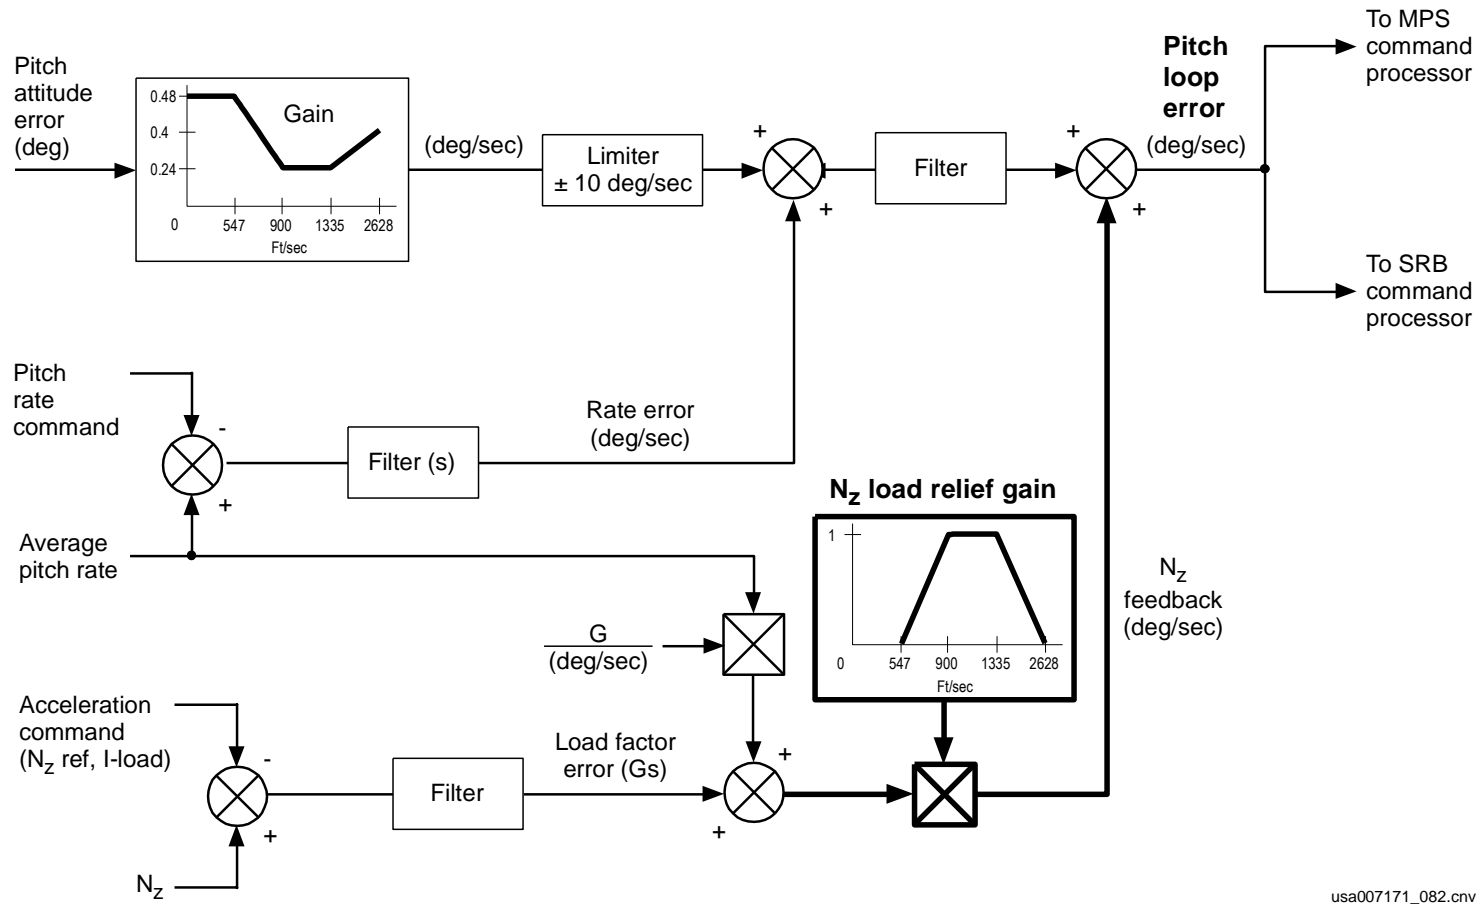 To MPS
command
processor
Pitch
loop
error
(deg/sec)
Pitch
attitude
error
(deg)
Gain
0.48
0.4
0.24
0 547 900 1335 2628
Ft/sec
(deg/sec)
Limiter
± 10 deg/sec
+
+
Filter
+
+
To SRB
command
processor
Pitch
rate
command
-
+
Filter (s)
Rate error
(deg/sec)
Average
pitch rate
G
(deg/sec)
Nz load relief gain
1
0 547 900 1335 2628
Ft/sec
Nz
feedback
(deg/sec)
Acceleration
command
(Nz ref, I-load)
-
+
Nz
Filter
Load factor
error (Gs)
+
+
usa007171_082.cnv